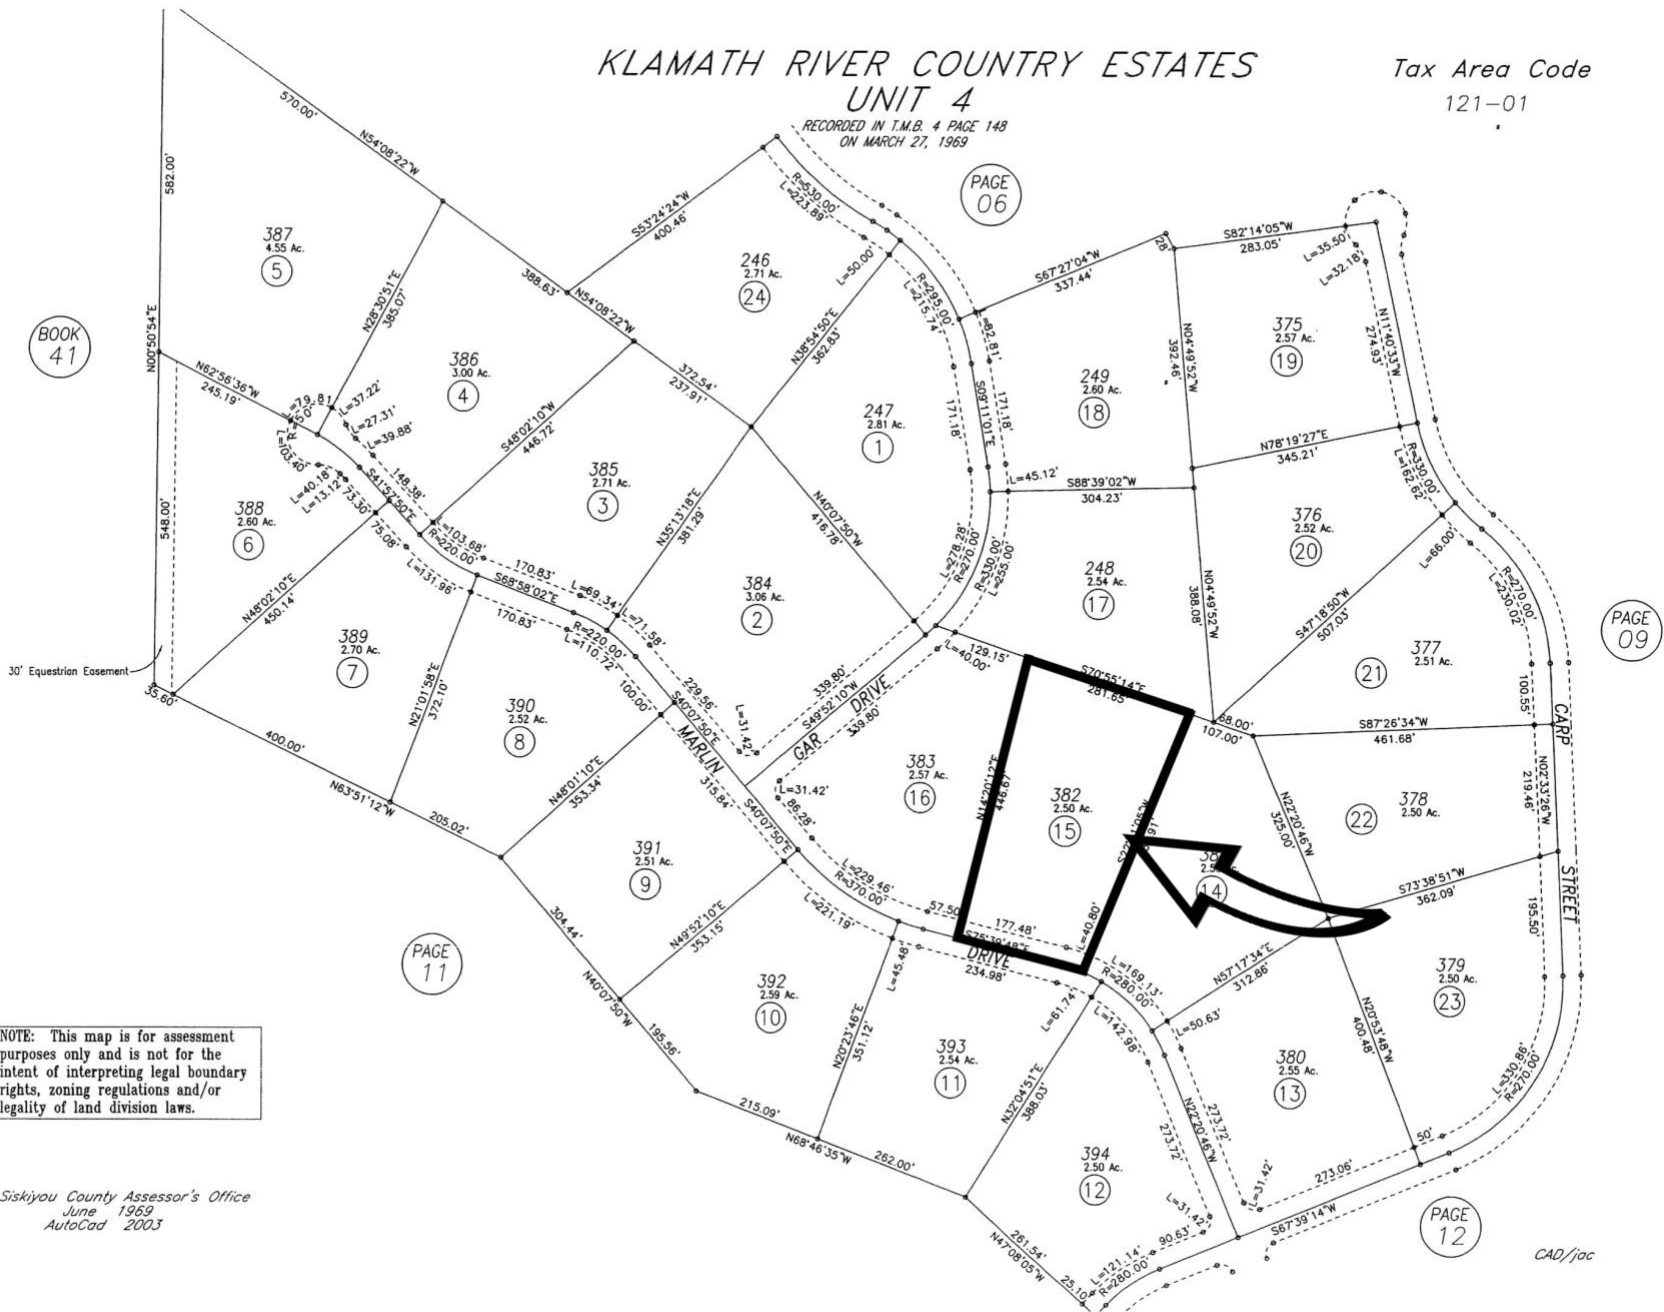 KLAMATH RIVER COUNTRY ESTATES
UNIT 4
RECORDED IN T.M.B. 4 PAGE 148
ON MARCH 27, 1969
Tax Area Code
121-01
PAGE
06
BOOK
41
PAGE
09
PAGE
11
PAGE
12
570.00'
N54°08'22"W
582.00'
N00°50'54"E
387
4.55 Ac.
5
N28°30'51"E
385.07'
388.63'
N54°08'22"W
S53°24'24"W
400.46'
R=530.00'
L=223.89'
246
2.71 Ac.
24
L=50.00'
R=295.00'
L=215.74'
N38°54'50"E
362.83'
S67°27'04"W
337.44'
28'
S82°14'05"W
283.05'
L=35.50'
L=32.18'
L=82.81'
N04°49'52"W
392.46'
375
2.57 Ac.
19
N11°40'33"W
274.93'
N62°56'36"W
245.19'
386
3.00 Ac.
4
372.54'
237.91'
L=37.22'
L=27.31'
L=39.88'
L=40.18'
L=13.12'
103.40'
148.38'
S41°57'50"E
73.30'
75.08'
S48°02'10"W
446.72'
247
2.81 Ac.
1
171.18'
S09°11'01"E
171.18'
249
2.60 Ac.
18
N78°19'27"E
345.21'
R=330.00'
L=162.62'
L=45.12'
S88°39'02"W
304.23'
385
2.71 Ac.
3
N35°13'18"E
381.29'
N40°07'50"W
416.78'
388
2.60 Ac.
6
548.00'
L=103.68'
R=220.00'
170.83'
S68°58'02"E
L=69.34'
L=71.58'
L=131.96'
170.83'
R=220.00'
L=110.72'
384
3.06 Ac.
2
L=278.28'
R=270.00'
R=330.00'
L=255.00'
248
2.54 Ac.
17
N04°49'52"W
388.08'
376
2.52 Ac.
20
L=66.00'
R=270.00'
L=230.02'
S47°18'50"W
507.03'
N48°02'10"E
450.14'
30' Equestrian Easement
35.60'
389
2.70 Ac.
7
N21°01'58"E
372.10'
390
2.52 Ac.
8
100.00'
229.56'
S40°07'50"E
MARLIN
L=31.42'
339.80'
S49°52'10"W
GAR DRIVE
339.80'
L=40.00'
129.15'
S70°55'14"E
281.65'
68.00'
107.00'
377
2.51 Ac.
21
100.55'
CARP
S87°26'34"W
461.68'
400.00'
N63°51'12"W
205.02'
N48°01'10"E
353.34'
315.84'
S40°07'50"E
L=31.42'
86.28'
383
2.57 Ac.
16
N14°20'12"E
382
2.50 Ac.
15
N22°20'46"W
325.00'
378
2.50 Ac.
22
219.46'
N02°33'26"W
14
391
2.51 Ac.
9
N49°52'10"E
353.15'
L=229.46'
R=370.00'
L=221.19'
57.50'
177.48'
S75°39'48"E
DRIVE
234.98'
L=45.48'
L=40.80'
S73°38'51"W
362.09'
STREET
195.50'
304.44'
N40°07'50"W
195.56'
392
2.59 Ac.
10
N20°23'46"E
351.12'
L=61.74'
L=169.13'
R=280.00'
L=142.98'
L=50.63'
N57°17'34"E
312.86'
379
2.50 Ac.
23
N20°53'48"W
400.48'
393
2.54 Ac.
11
N32°04'51"E
388.03'
380
2.55 Ac.
13
273.72'
N22°20'46"W
273.72'
L=330.86'
R=270.00'
215.09'
N68°46'35"W
262.00'
394
2.50 Ac.
12
50'
273.06'
L=31.42'
S67°39'14"W
L=31.42'
90.63'
L=121.14'
R=280.00'
261.54'
N47°08'05"W
25.10'
NOTE: This map is for assessment
purposes only and is not for the
intent of interpreting legal boundary
rights, zoning regulations and/or
legality of land division laws.
Siskiyou County Assessor's Office
June 1969
AutoCad 2003
CAD/jac